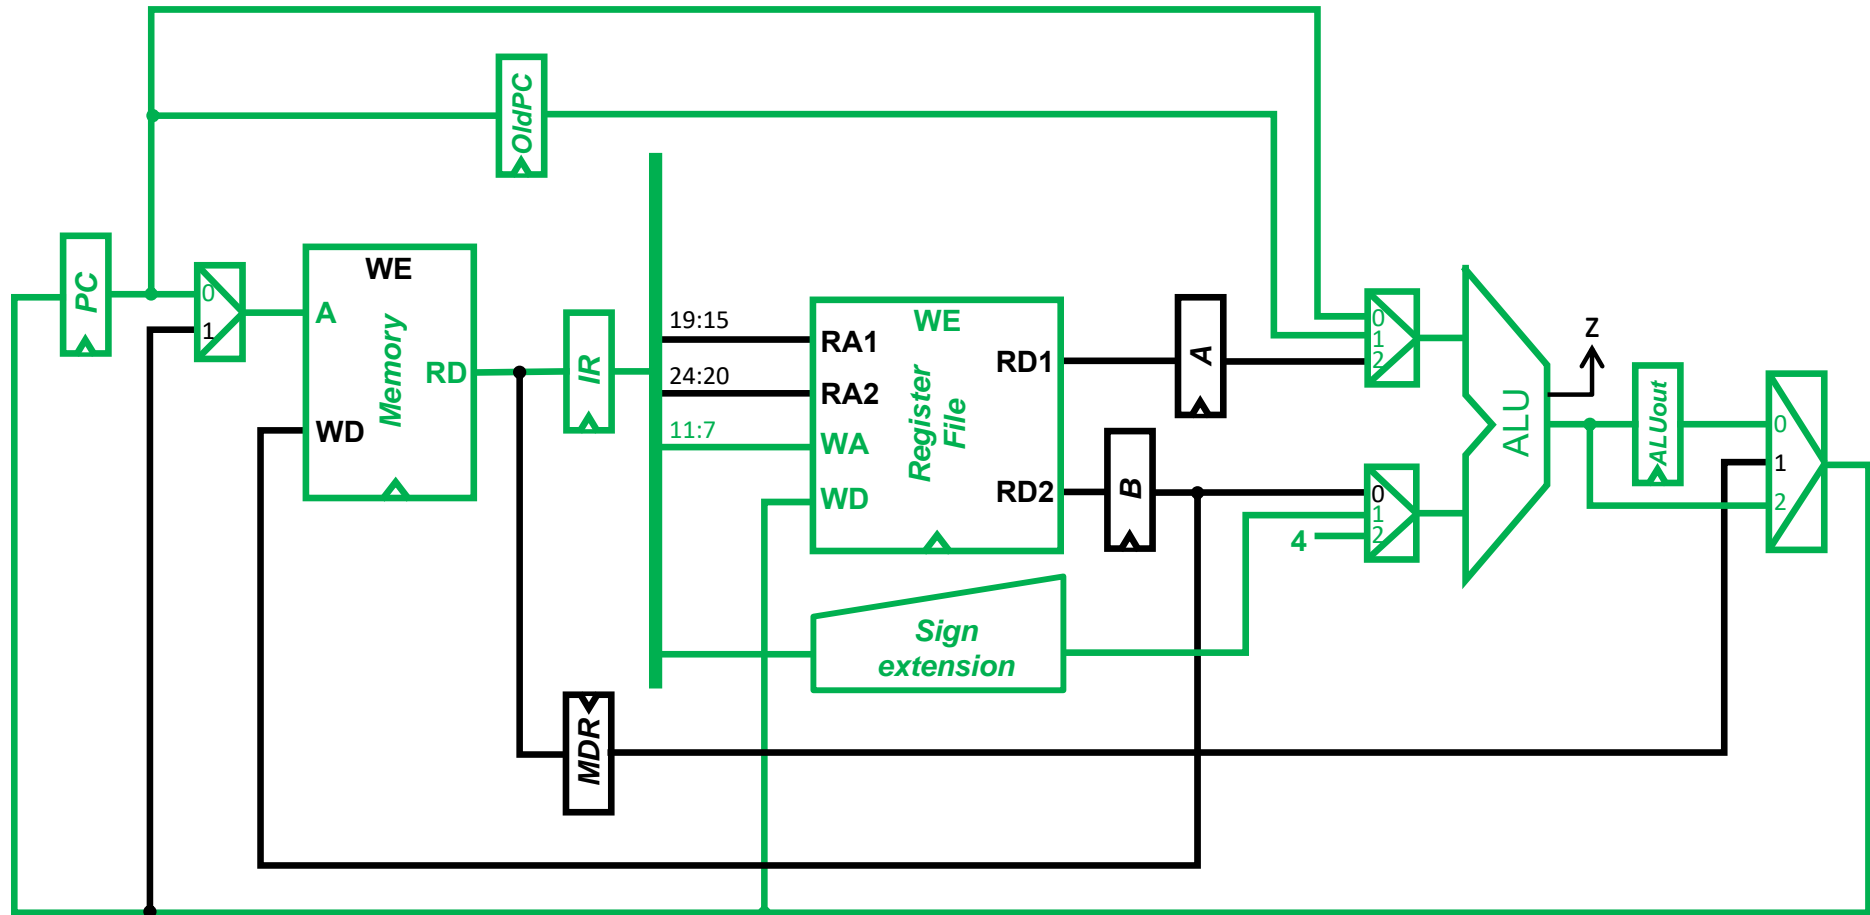 OldPC
PC
0
1
WE
A
Memory
RD
WD
IR
19:15
24:20
11:7
WE
RA1
RA2
WA
WD
Register
File
RD1
RD2
A
B
Sign
extension
MDR
4
0
1
2
0
1
2
ALU
Z
ALUout
0
1
2